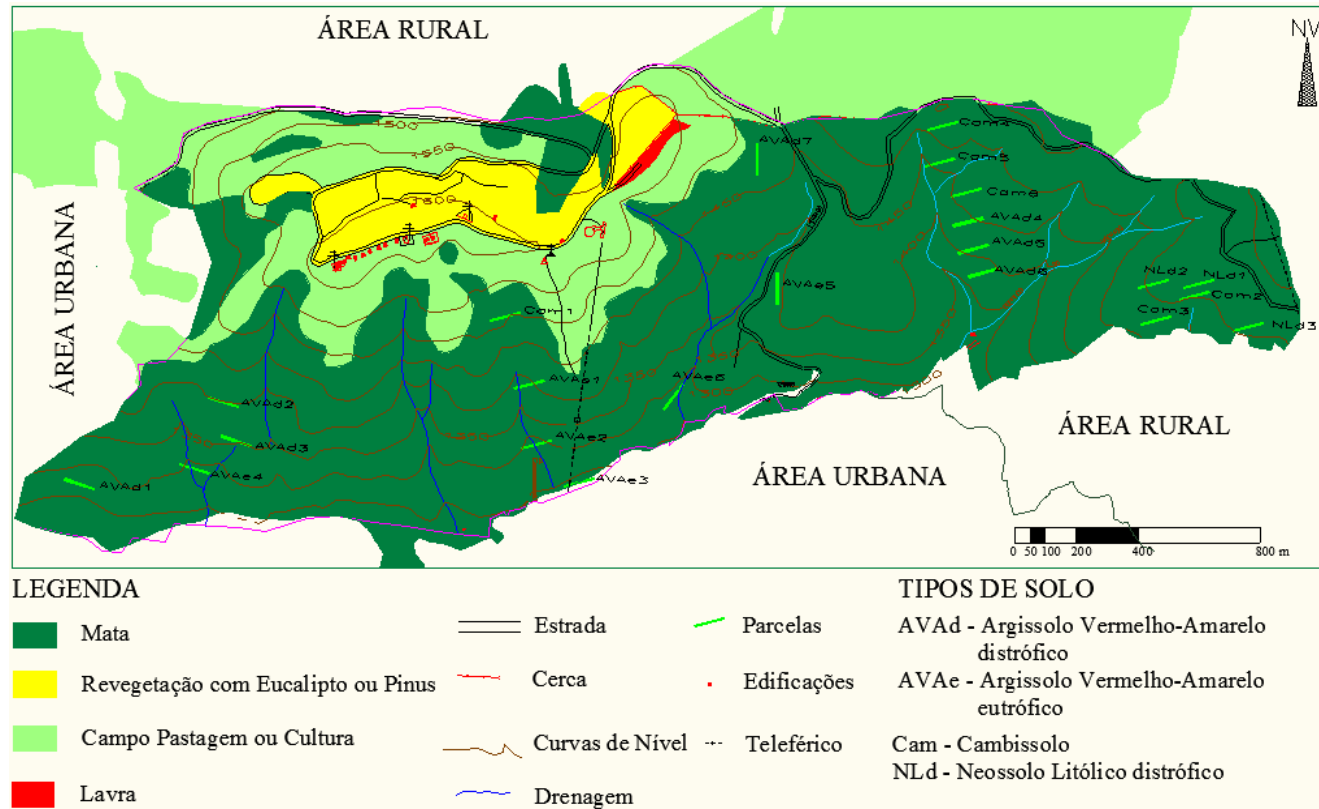 ÁREA RURAL
NV
1500
1550
1600
ÁREA URBANA
AVAd7
Cam4
Cam5
Cam6
AVAd4
AVAd5
AVAd6
AVAe5
NLd2
NLd1
Cam2
Cam3
NLd3
Cam1
AVAe1
AVAe6
AVAd2
AVAd3
AVAe2
AVAe4
AVAd1
AVAe3
ÁREA RURAL
ÁREA URBANA
0 50 100 200 400 800 m
LEGENDA
Mata
Revegetação com Eucalipto ou Pinus
Campo Pastagem ou Cultura
Lavra
Estrada
Cerca
Curvas de Nível
Drenagem
Parcelas
Edificações
Teleférico
TIPOS DE SOLO
AVAd - Argissolo Vermelho-Amarelo
distrófico
AVAe - Argissolo Vermelho-Amarelo
eutrófico
Cam - Cambissolo
NLd - Neossolo Litólico distrófico